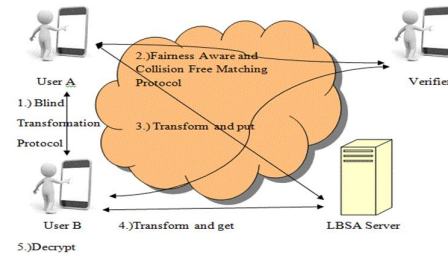 2.)Fairness Aware and
Collision Free Matching
Protocol
User A
Verifier
1.) Blind
Transformation
Protocol
3.) Transform and put
User B
4.)Transform and get
LBSA Server
5.)Decrypt